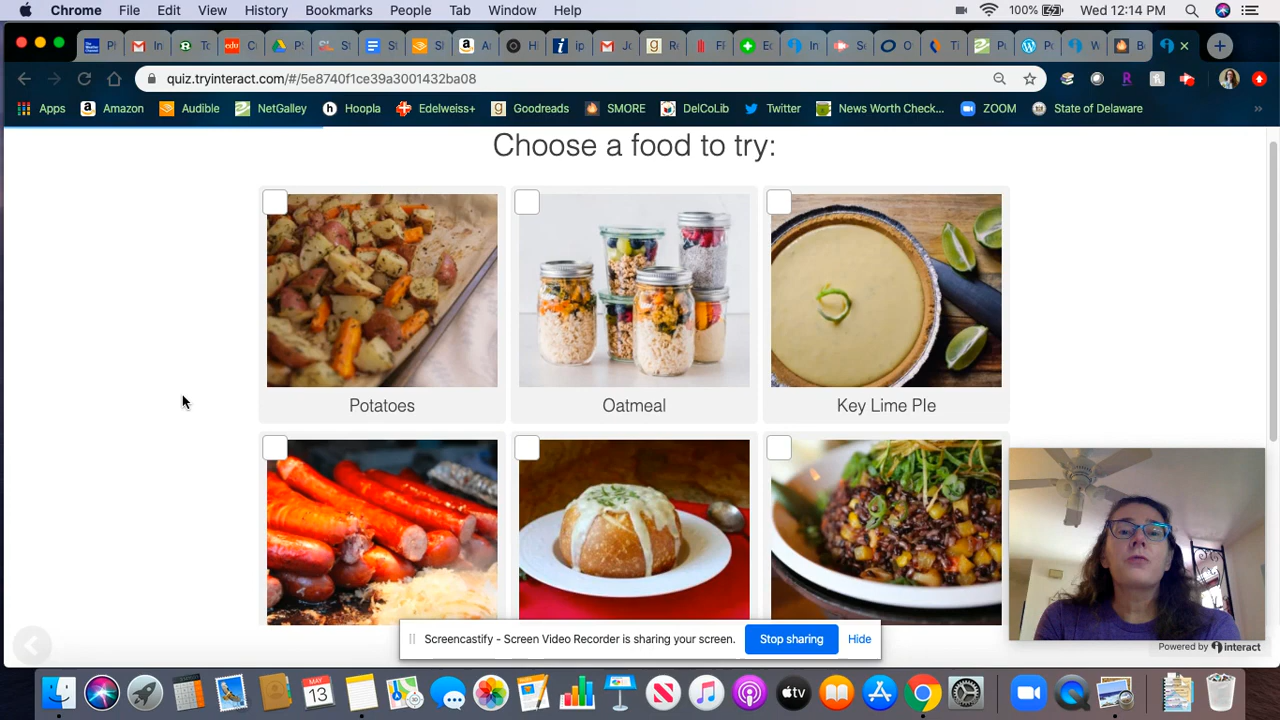 Chrome File Edit View History Bookmarks People Tab Window Help 100% Wed 12:14 PM
quiz.tryinteract.com/#/5e8740f1ce39a3001432ba08
Apps Amazon Audible NetGalley Hoopla Edelweiss+ Goodreads SMORE DelCoLib Twitter News Worth Check... ZOOM State of Delaware »
Choose a food to try:
Potatoes Oatmeal Key Lime PIe
Screencastify - Screen Video Recorder is sharing your screen. Stop sharing Hide
Powered by interact
MAY
13
tv